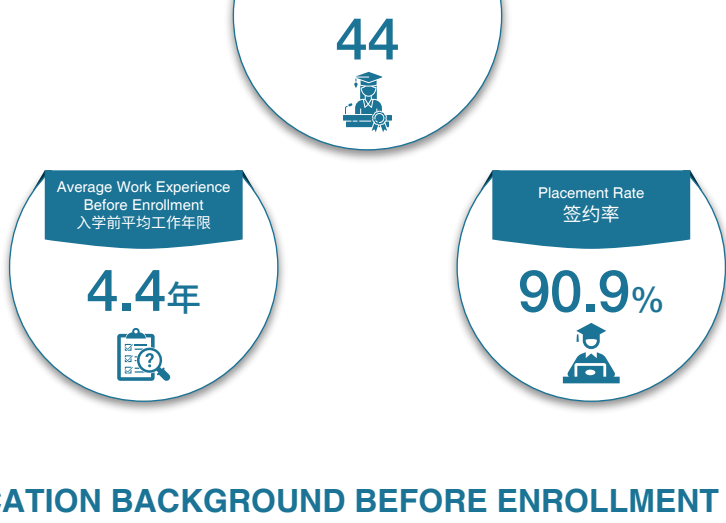 44
Average Work Experience
Before Enrollment
入学前平均工作年限
4.4年
Placement Rate
签约率
90.9%
CATION BACKGROUND BEFORE ENROLLMENT